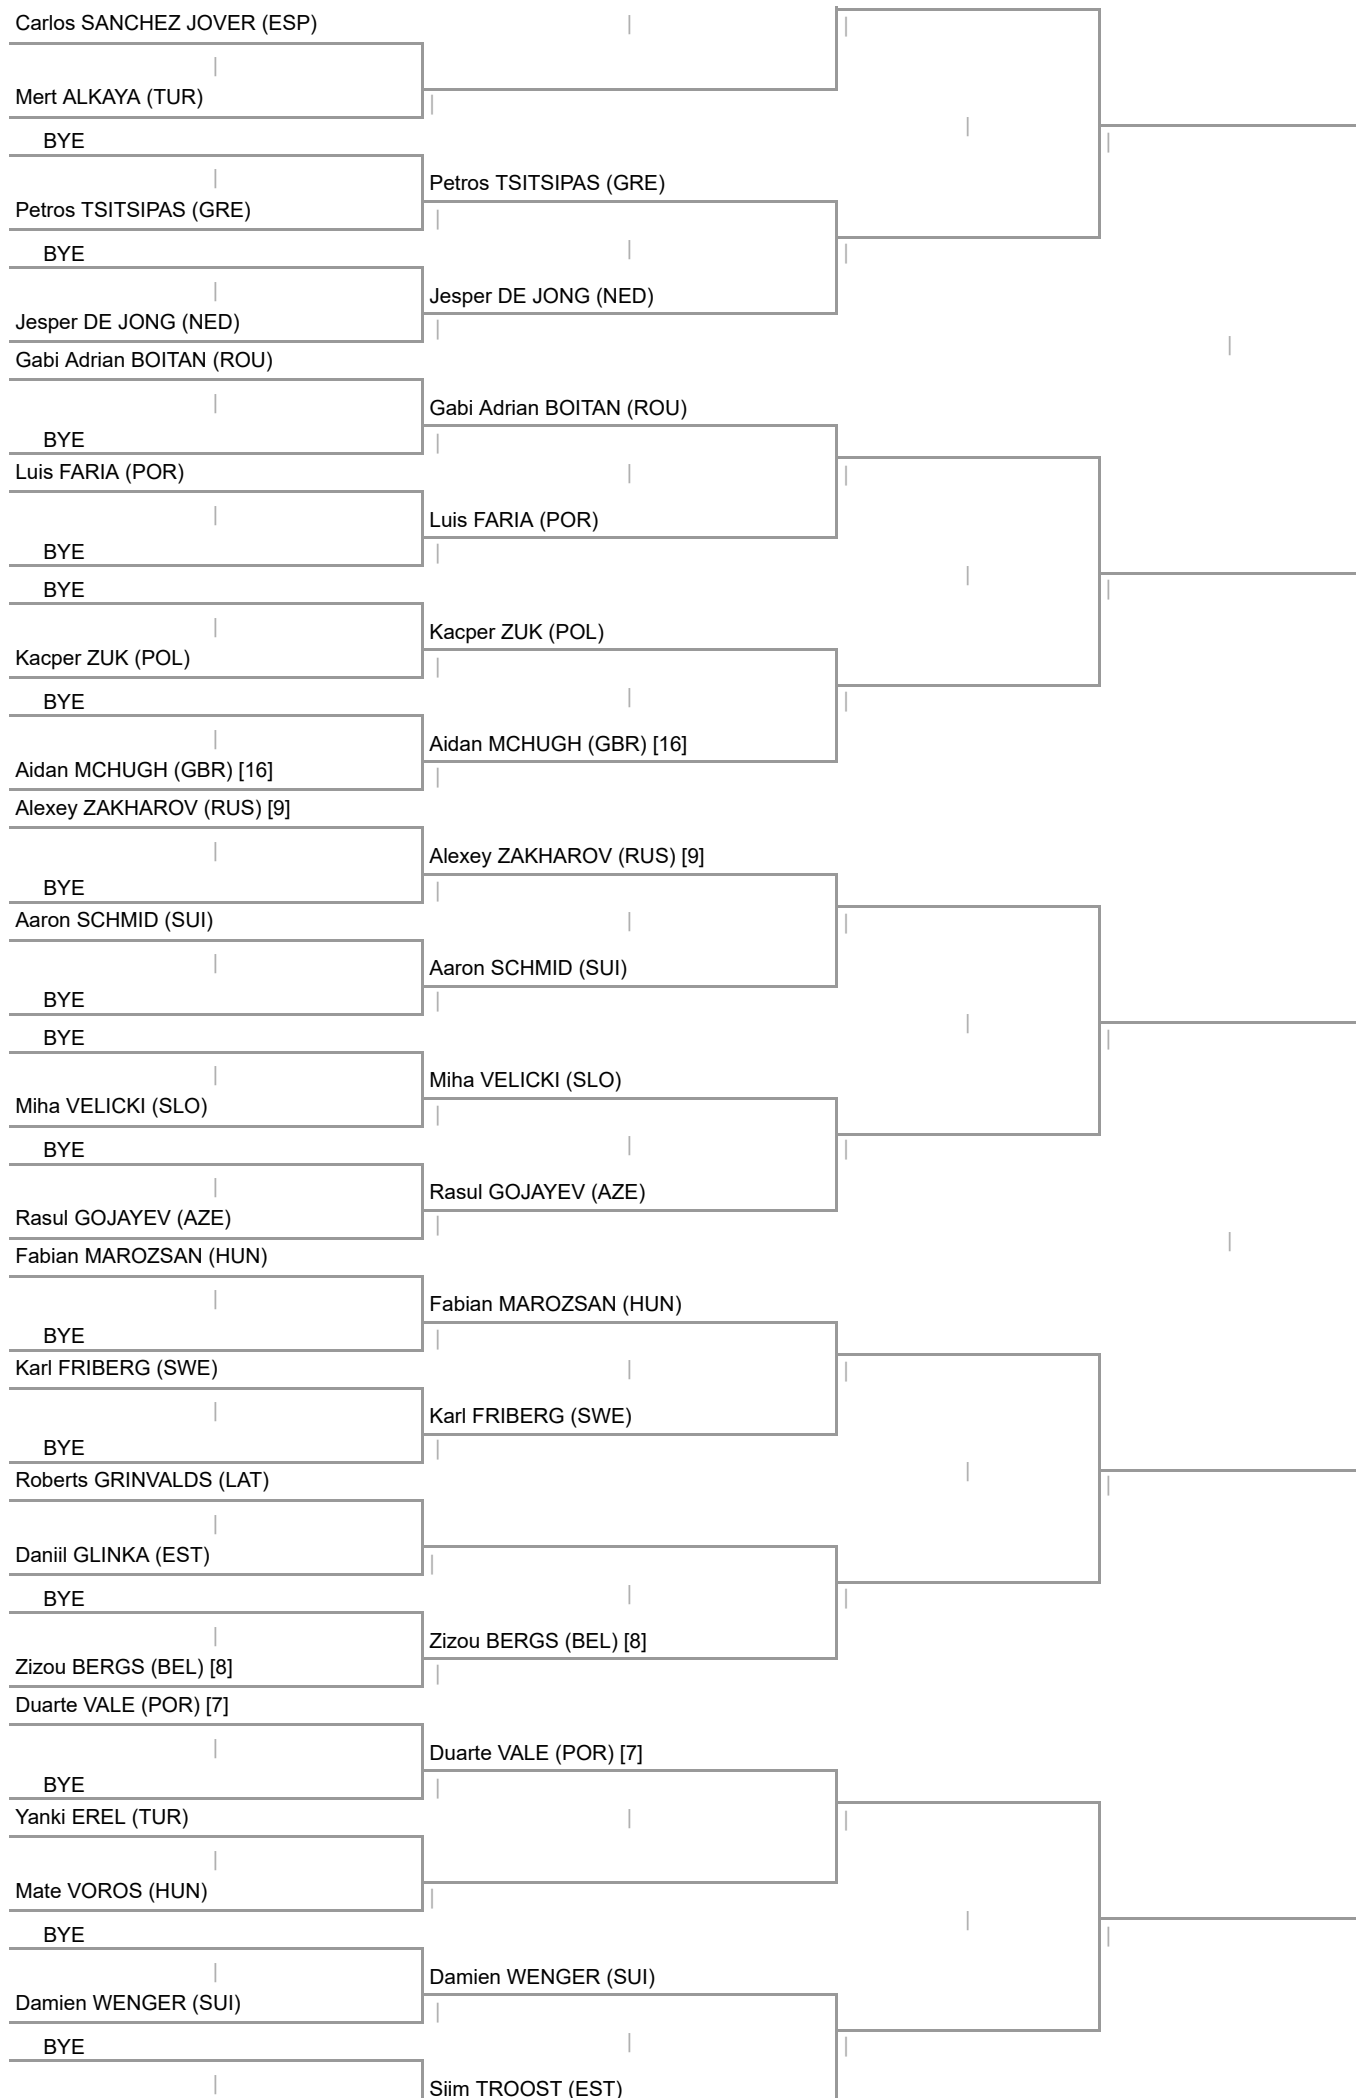 Carlos SANCHEZ JOVER (ESP)
Mert ALKAYA (TUR)
BYE
Petros TSITSIPAS (GRE)
Petros TSITSIPAS (GRE)
BYE
Jesper DE JONG (NED)
Jesper DE JONG (NED)
Gabi Adrian BOITAN (ROU)
Gabi Adrian BOITAN (ROU)
BYE
Luis FARIA (POR)
Luis FARIA (POR)
BYE
BYE
Kacper ZUK (POL)
Kacper ZUK (POL)
BYE
Aidan MCHUGH (GBR) [16]
Aidan MCHUGH (GBR) [16]
Alexey ZAKHAROV (RUS) [9]
Alexey ZAKHAROV (RUS) [9]
BYE
Aaron SCHMID (SUI)
Aaron SCHMID (SUI)
BYE
BYE
Miha VELICKI (SLO)
Miha VELICKI (SLO)
BYE
Rasul GOJAYEV (AZE)
Rasul GOJAYEV (AZE)
Fabian MAROZSAN (HUN)
Fabian MAROZSAN (HUN)
BYE
Karl FRIBERG (SWE)
Karl FRIBERG (SWE)
BYE
Roberts GRINVALDS (LAT)
Daniil GLINKA (EST)
BYE
Zizou BERGS (BEL) [8]
Zizou BERGS (BEL) [8]
Duarte VALE (POR) [7]
Duarte VALE (POR) [7]
BYE
Yanki EREL (TUR)
Mate VOROS (HUN)
BYE
Damien WENGER (SUI)
Damien WENGER (SUI)
BYE
Siim TROOST (EST)